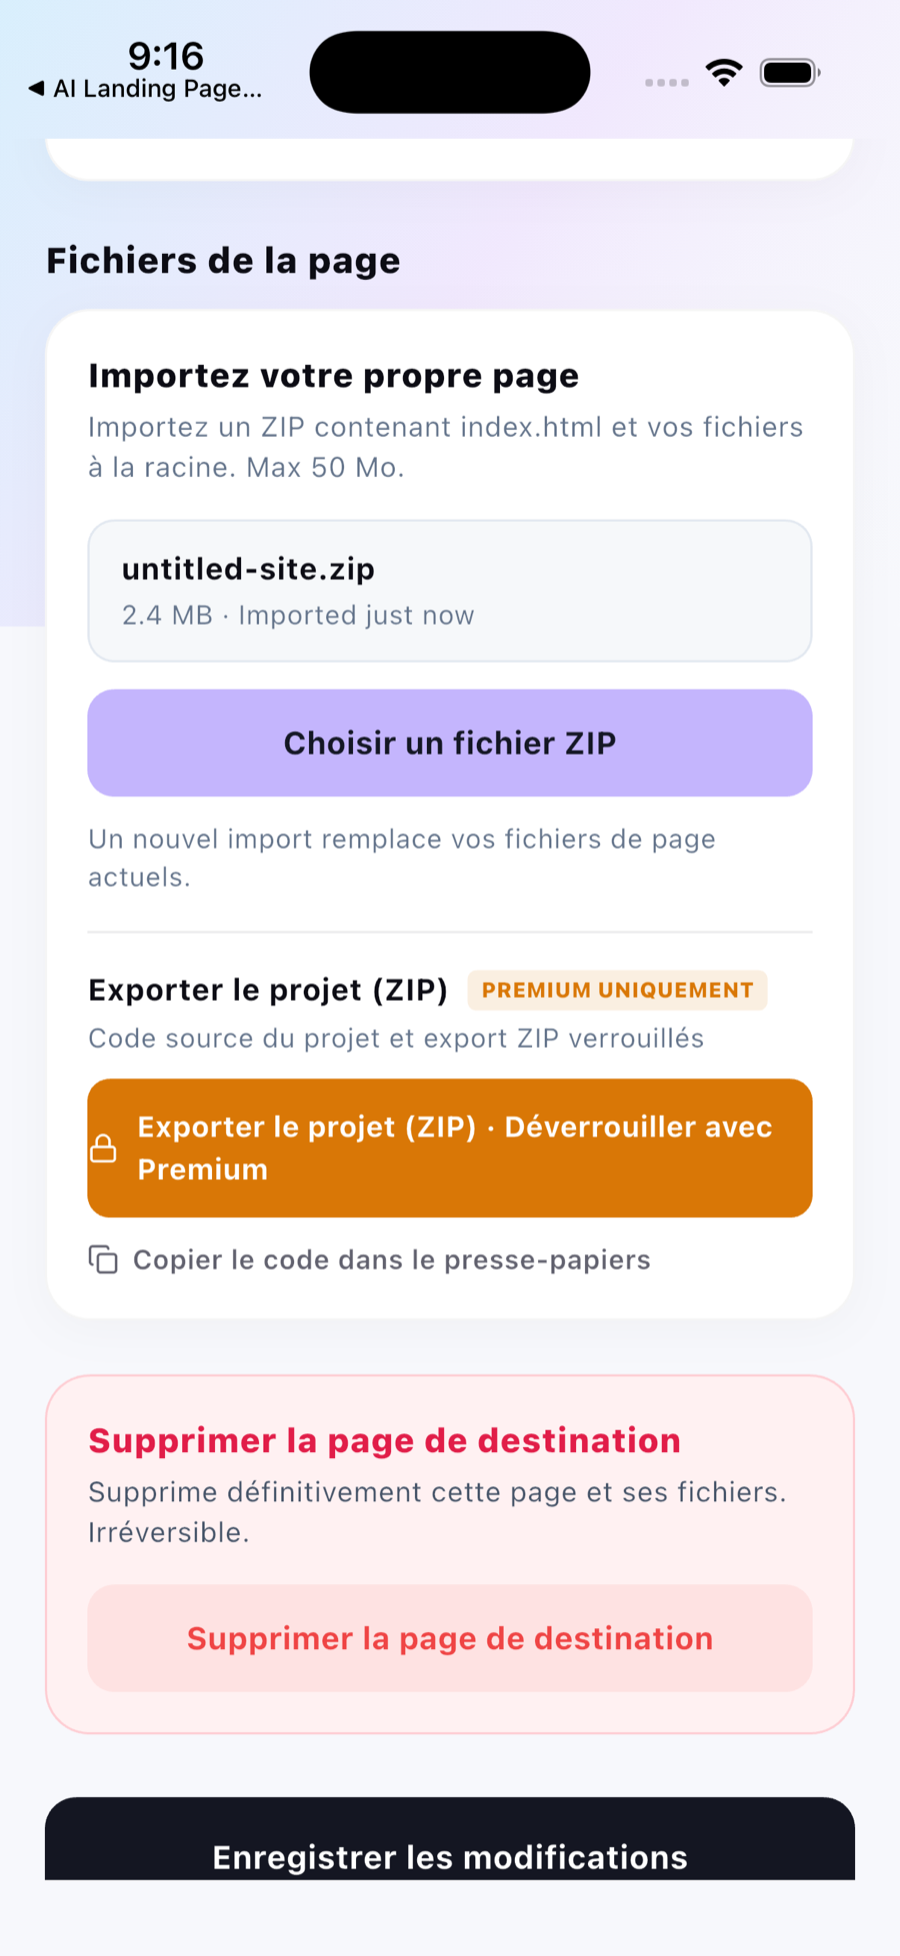 9:16
◀ AI Landing Page...
Fichiers de la page
Importez votre propre page
Importez un ZIP contenant index.html et vos fichiers
à la racine. Max 50 Mo.
untitled-site.zip
2.4 MB · Imported just now
Choisir un fichier ZIP
Un nouvel import remplace vos fichiers de page
actuels.
Exporter le projet (ZIP) PREMIUM UNIQUEMENT
Code source du projet et export ZIP verrouillés
Exporter le projet (ZIP) · Déverrouiller avec
Premium
Copier le code dans le presse-papiers
Supprimer la page de destination
Supprime définitivement cette page et ses fichiers.
Irréversible.
Supprimer la page de destination
Enregistrer les modifications